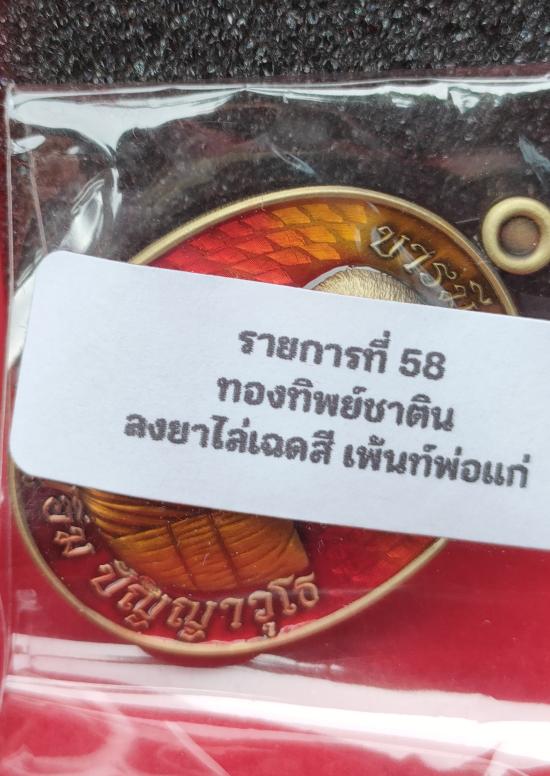 รายการที่ 58
ทองทิพย์ซาติน
ลงยาไล่เฉดสี เพ้นท์พ่อแก่
ปัญญาวุโธ